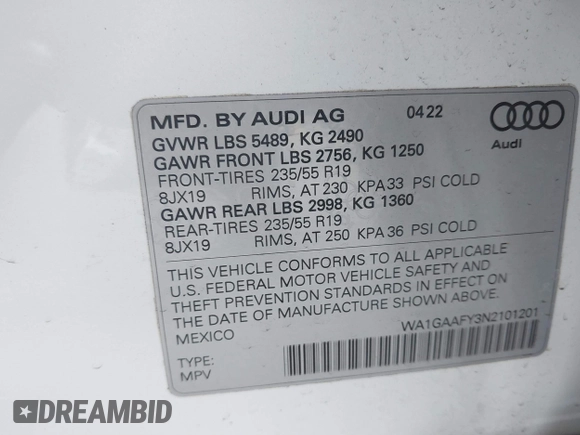 MFD. BY AUDI AG 0422
GVWR LBS 5489, KG 2490
GAWR FRONT LBS 2756, KG 1250
FRONT-TIRES 235/55 R19
8JX19 RIMS, AT 230 KPA33 PSI COLD
GAWR REAR LBS 2998, KG 1360
REAR-TIRES 235/55 R19
8JX19 RIMS, AT 250 KPA36 PSI COLD
Audi
THIS VEHICLE CONFORMS TO ALL APPLICABLE
U.S. FEDERAL MOTOR VEHICLE SAFETY AND
THEFT PREVENTION STANDARDS IN EFFECT ON
THE DATE OF MANUFACTURE SHOWN ABOVE.
MEXICO WA1GAAFY3N2101201
TYPE:
MPV
DREAMBID